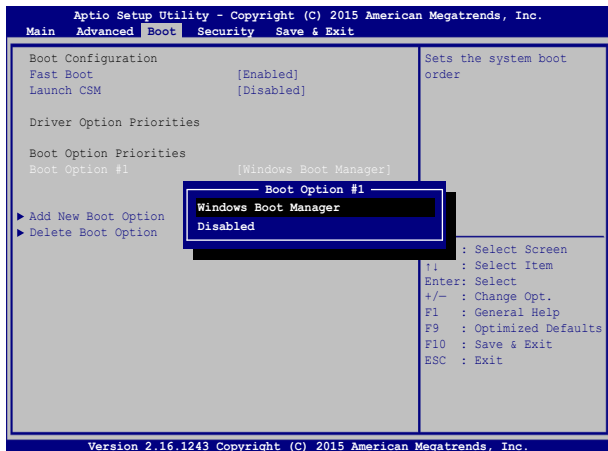 Aptio Setup Utility - Copyright (C) 2015 American Megatrends, Inc.
Main Advanced Boot Security Save & Exit
Boot Configuration
Fast Boot [Enabled]
Launch CSM [Disabled]
Driver Option Priorities
Boot Option Priorities
Boot Option #1 [Windows Boot Manager]
Boot Option #1
Windows Boot Manager
Disabled
▶ Add New Boot Option
▶ Delete Boot Option
Sets the system boot
order
: Select Screen
↑↓ : Select Item
Enter: Select
+/— : Change Opt.
F1 : General Help
F9 : Optimized Defaults
F10 : Save & Exit
ESC : Exit
Version 2.16.1243 Copyright (C) 2015 American Megatrends, Inc.